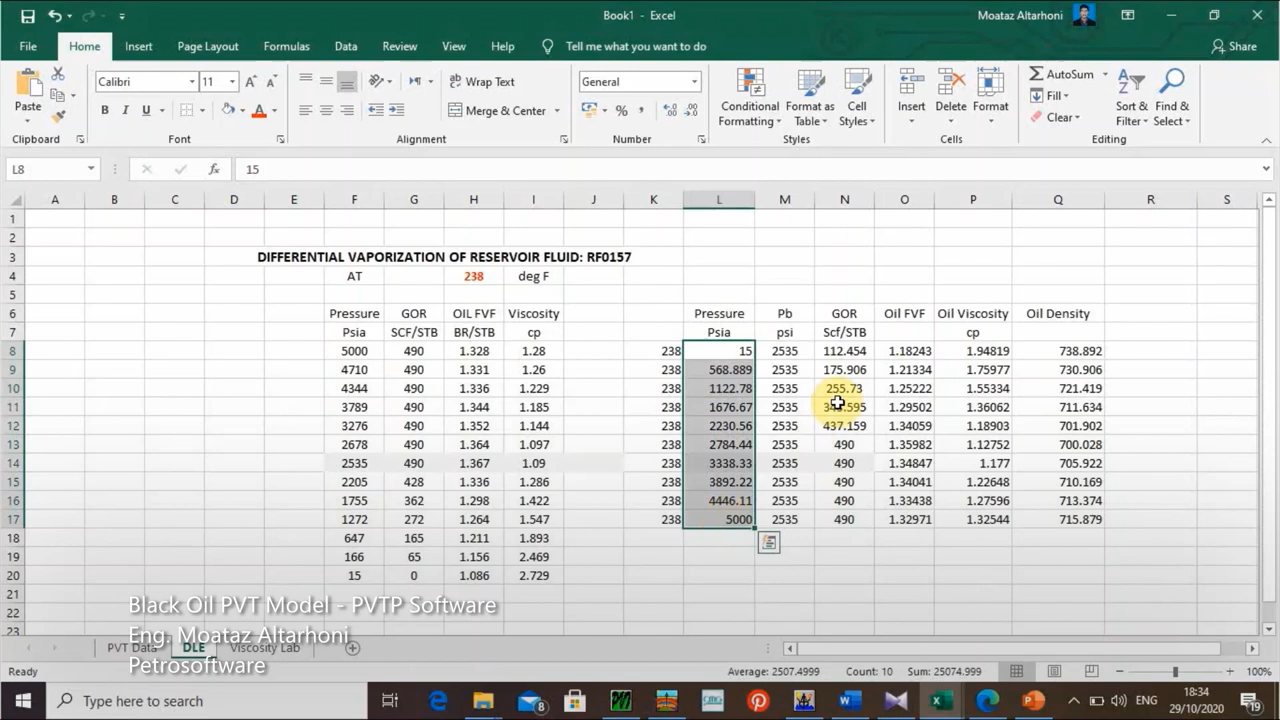 Book1 - Excel
Moataz Altarhoni
File Home Insert Page Layout Formulas Data Review View Help Tell me what you want to do Share
Paste
Calibri 11
B I U
Wrap Text
Merge & Center
General
Conditional Formatting
Format as Table
Cell Styles
Insert Delete Format
AutoSum
Fill
Clear
Sort & Filter
Find & Select
Clipboard Font Alignment Number Styles Cells Editing
L8 fx 15
A B C D E F G H I J K L M N O P Q R S
1
2
3 DIFFERENTIAL VAPORIZATION OF RESERVOIR FLUID: RF0157
4 AT 238 deg F
5
6 Pressure GOR OIL FVF Viscosity Pressure Pb GOR Oil FVF Oil Viscosity Oil Density
7 Psia SCF/STB BR/STB cp Psia psi Scf/STB cp
8 5000 490 1.328 1.28 238 15 2535 112.454 1.18243 1.94819 738.892
9 4710 490 1.331 1.26 238 568.889 2535 175.906 1.21334 1.75977 730.906
10 4344 490 1.336 1.229 238 1122.78 2535 255.73 1.25222 1.55334 721.419
11 3789 490 1.344 1.185 238 1676.67 2535 1.29502 1.36062 711.634
12 3276 490 1.352 1.144 238 2230.56 2535 437.159 1.34059 1.18903 701.902
13 2678 490 1.364 1.097 238 2784.44 2535 490 1.35982 1.12752 700.028
14 2535 490 1.367 1.09 238 3338.33 2535 490 1.34847 1.177 705.922
15 2205 428 1.336 1.286 238 3892.22 2535 490 1.34041 1.22648 710.169
16 1755 362 1.298 1.422 238 4446.11 2535 490 1.33438 1.27596 713.374
17 1272 272 1.264 1.547 238 5000 2535 490 1.32971 1.32544 715.879
18 647 165 1.211 1.893
19 166 65 1.156 2.469
20 15 0 1.086 2.729
21
22
23
Black Oil PVT Model - PVTP Software
Eng. Moataz Altarhoni
Petrosoftware
PVT Data DLE Viscosity Lab
Ready Average: 2507.4999 Count: 10 Sum: 25074.999 100%
Type here to search
8
ENG
18:34
29/10/2020
19